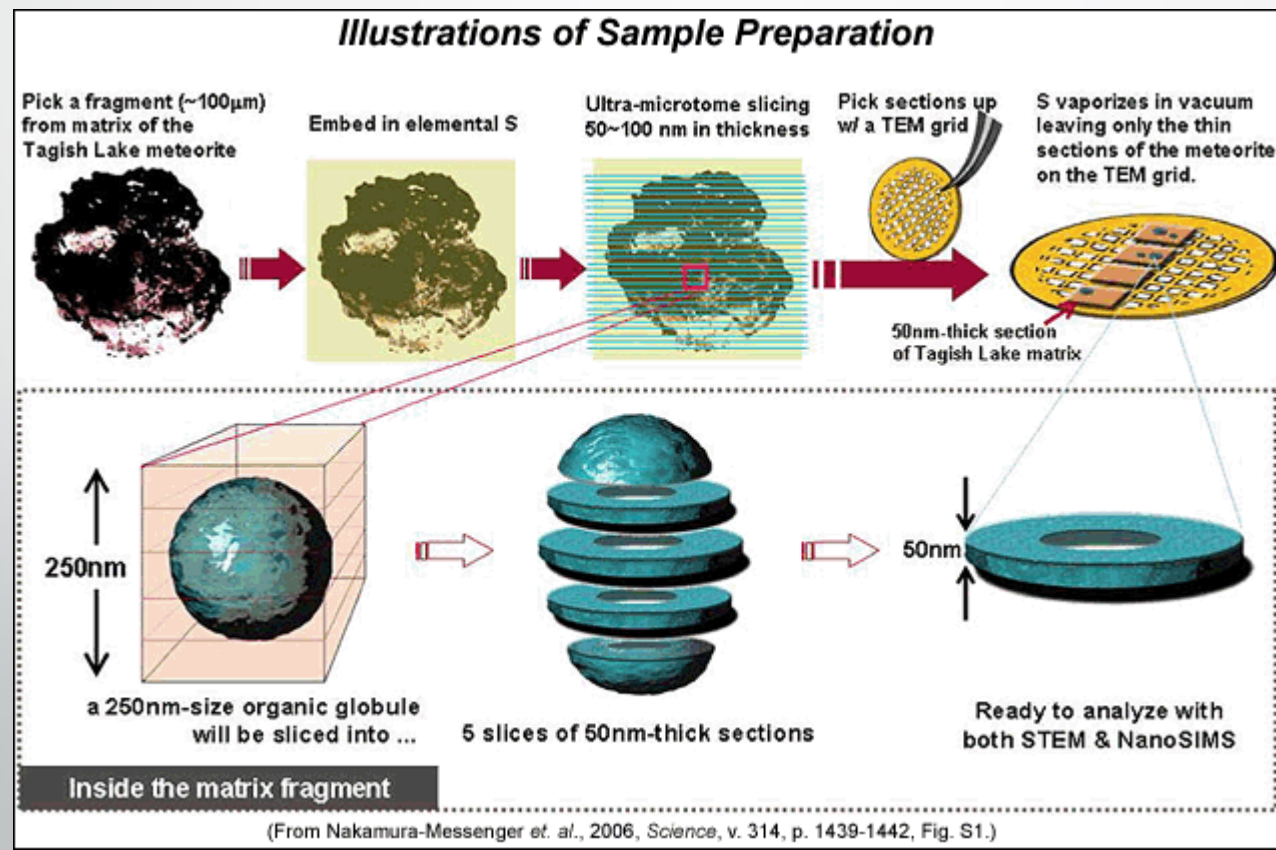 Illustrations of Sample Preparation
Pick a fragment (~100µm)
from matrix of the
Tagish Lake meteorite
Embed in elemental S
Ultra-microtome slicing
50~100 nm in thickness
Pick sections up
w/ a TEM grid
S vaporizes in vacuum
leaving only the thin
sections of the meteorite
on the TEM grid.
50nm-thick section
of Tagish Lake matrix
250nm
50nm
a 250nm-size organic globule
will be sliced into ...
5 slices of 50nm-thick sections
Ready to analyze with
both STEM & NanoSIMS
Inside the matrix fragment
(From Nakamura-Messenger et. al., 2006, Science, v. 314, p. 1439-1442, Fig. S1.)